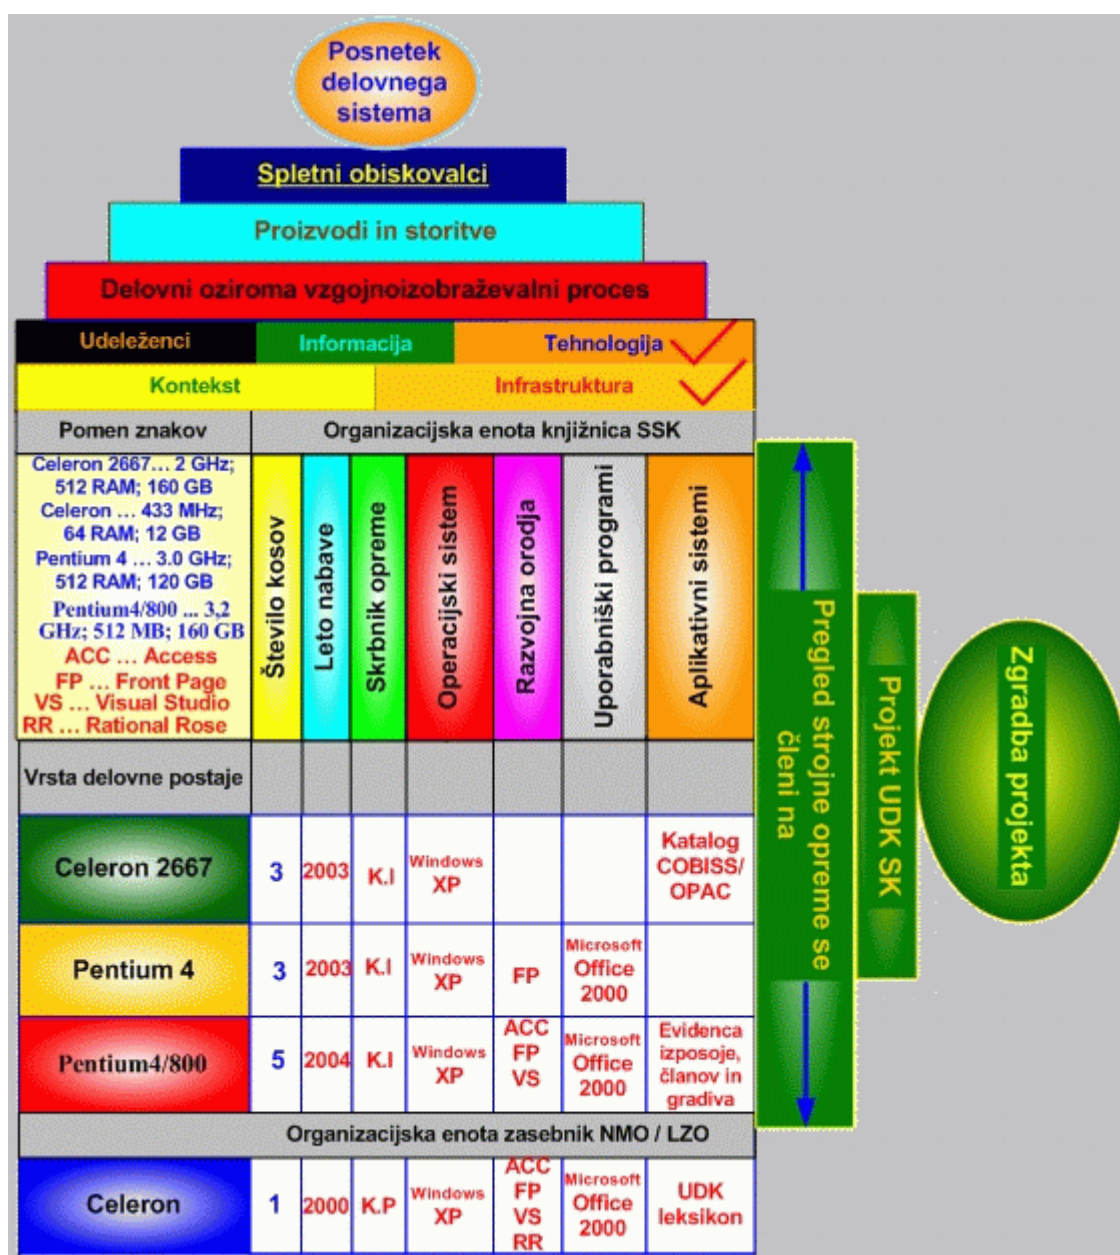 Posnetek
delovnega
sistema
Spletni obiskovalci
Proizvodi in storitve
Delovni oziroma vzgojnoizobraževalni proces
Udeleženci
Informacija
Tehnologija
Kontekst
Infrastruktura
Pomen znakov
Organizacijska enota knjižnica SSK
Celeron 2667... 2 GHz;
512 RAM; 160 GB
Celeron ... 433 MHz;
64 RAM; 12 GB
Pentium 4 ... 3.0 GHz;
512 RAM; 120 GB
Pentium4/800 ... 3,2
GHz; 512 MB; 160 GB
ACC ... Access
FP ... Front Page
VS ... Visual Studio
RR ... Rational Rose
Število kosov
Leto nabave
Skrbnik opreme
Operacijski sistem
Razvojna orodja
Uporabniški programi
Aplikativni sistemi
Vrsta delovne postaje
Celeron 2667
3
2003
K.I
Windows
XP
Katalog
COBISS/
OPAC
Pentium 4
3
2003
K.I
Windows
XP
FP
Microsoft
Office
2000
Pentium4/800
5
2004
K.I
Windows
XP
ACC
FP
VS
Microsoft
Office
2000
Evidenca
izposoje,
članov in
gradiva
Organizacijska enota zasebnik NMO / LZO
Celeron
1
2000
K.P
Windows
XP
ACC
FP
VS
RR
Microsoft
Office
2000
UDK
leksikon
Pregled strojne opreme se
členi na
Projekt UDK SK
Zgradba projekta